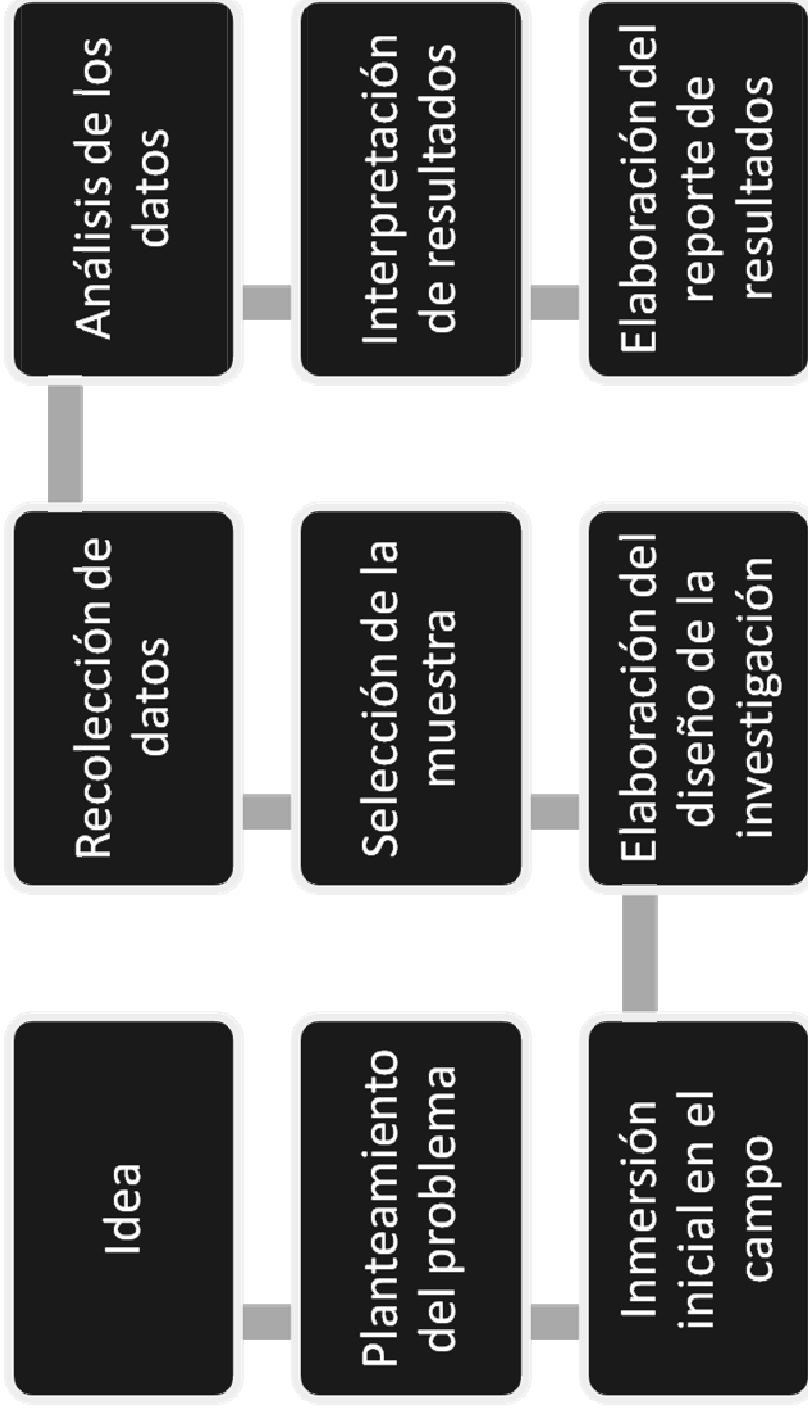 Idea
Planteamiento
del problema
Inmersión
inicial en el
campo
Elaboración del
diseño de la
investigación
Selección de la
muestra
Recolección de
datos
Análisis de los
datos
Interpretación
de resultados
Elaboración del
reporte de
resultados